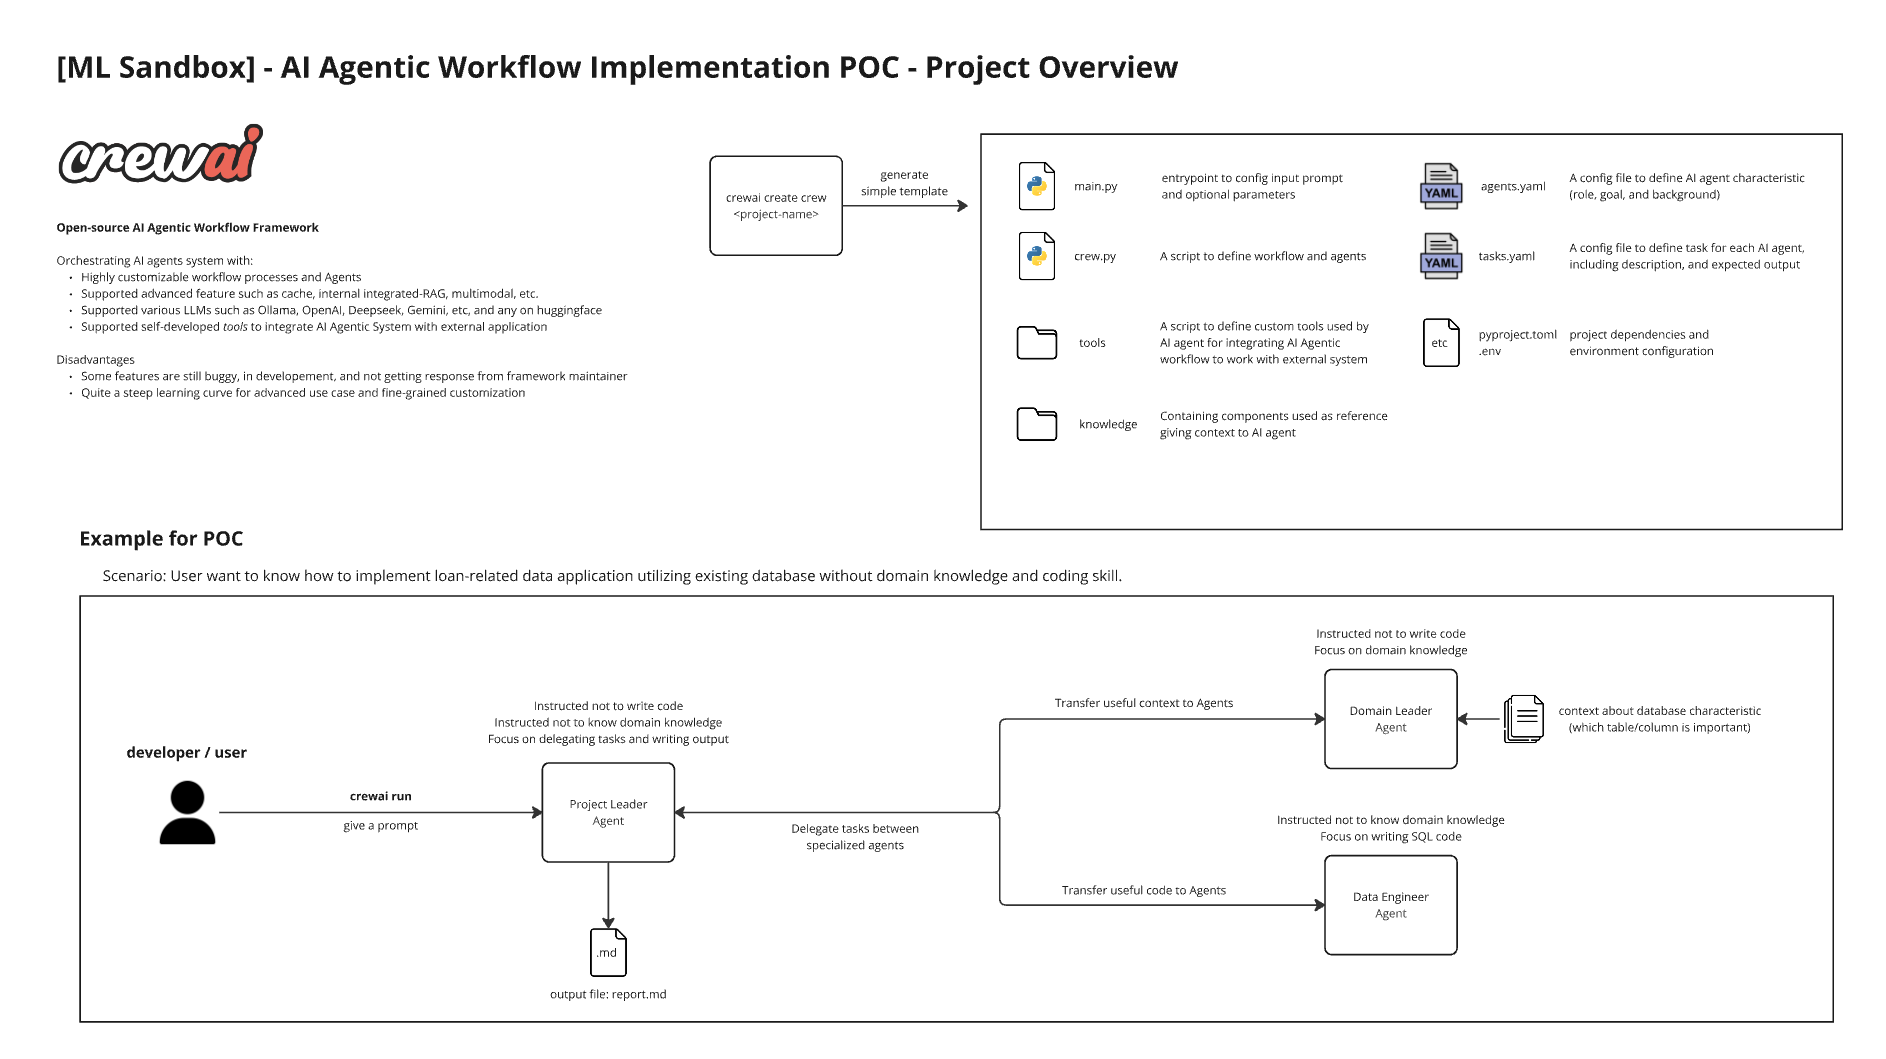 [ML Sandbox] - AI Agentic Workflow Implementation POC - Project Overview
crewai
Open-source AI Agentic Workflow Framework
Orchestrating AI agents system with:
• Highly customizable workflow processes and Agents
• Supported advanced feature such as cache, internal integrated-RAG, multimodal, etc.
• Supported various LLMs such as Ollama, OpenAI, Deepseek, Gemini, etc, and any on huggingface
• Supported self-developed tools to integrate AI Agentic System with external application
Disadvantages
• Some features are still buggy, in developement, and not getting response from framework maintainer
• Quite a steep learning curve for advanced use case and fine-grained customization
crewai create crew
<project-name>
generate
simple template
main.py
entrypoint to config input prompt
and optional parameters
crew.py
A script to define workflow and agents
tools
A script to define custom tools used by
AI agent for integrating AI Agentic
workflow to work with external system
knowledge
Containing components used as reference
giving context to AI agent
YAML
agents.yaml
A config file to define AI agent characteristic
(role, goal, and background)
YAML
tasks.yaml
A config file to define task for each AI agent,
including description, and expected output
etc
pyproject.toml
.env
project dependencies and
environment configuration
Example for POC
Scenario: User want to know how to implement loan-related data application utilizing existing database without domain knowledge and coding skill.
developer / user
crewai run
give a prompt
Instructed not to write code
Instructed not to know domain knowledge
Focus on delegating tasks and writing output
Project Leader
Agent
.md
output file: report.md
Delegate tasks between
specialized agents
Transfer useful context to Agents
Instructed not to write code
Focus on domain knowledge
Domain Leader
Agent
context about database characteristic
(which table/column is important)
Transfer useful code to Agents
Instructed not to know domain knowledge
Focus on writing SQL code
Data Engineer
Agent